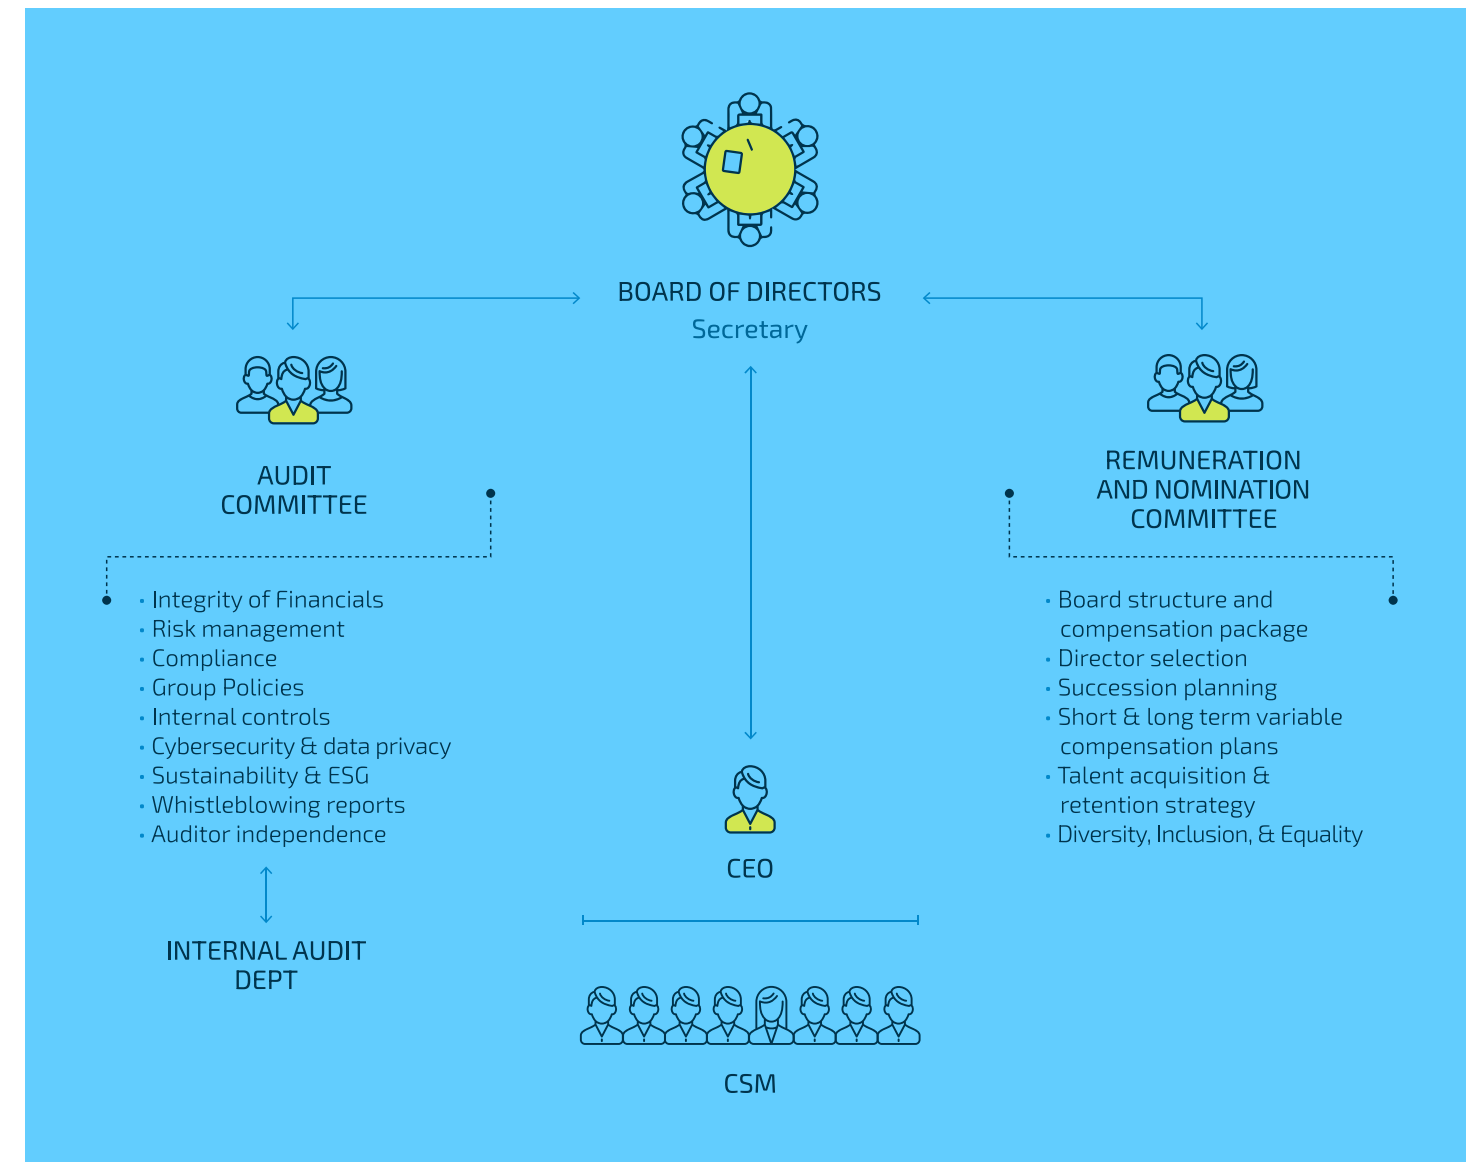 BOARD OF DIRECTORS
Secretary
AUDIT
COMMITTEE
· Integrity of Financials
· Risk management
· Compliance
· Group Policies
· Internal controls
· Cybersecurity & data privacy
· Sustainability & ESG
· Whistleblowing reports
· Auditor independence
INTERNAL AUDIT
DEPT
REMUNERATION
AND NOMINATION
COMMITTEE
· Board structure and
compensation package
· Director selection
· Succession planning
· Short & long term variable
compensation plans
· Talent acquisition &
retention strategy
· Diversity, Inclusion, & Equality
CEO
CSM